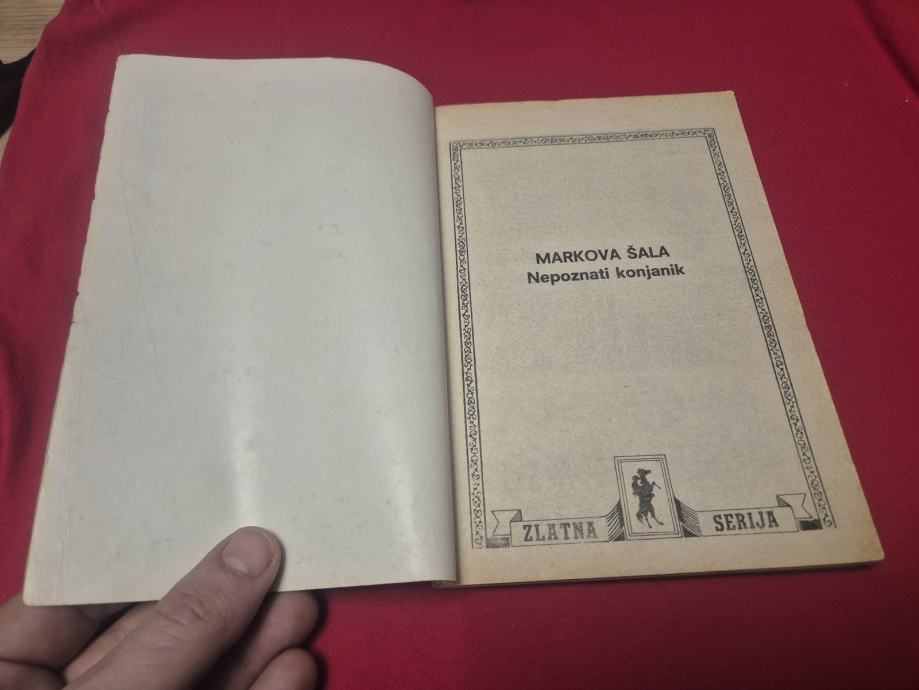 MARKOVA ŠALA
Nepoznati konjanik
ZLATNA SERIJA